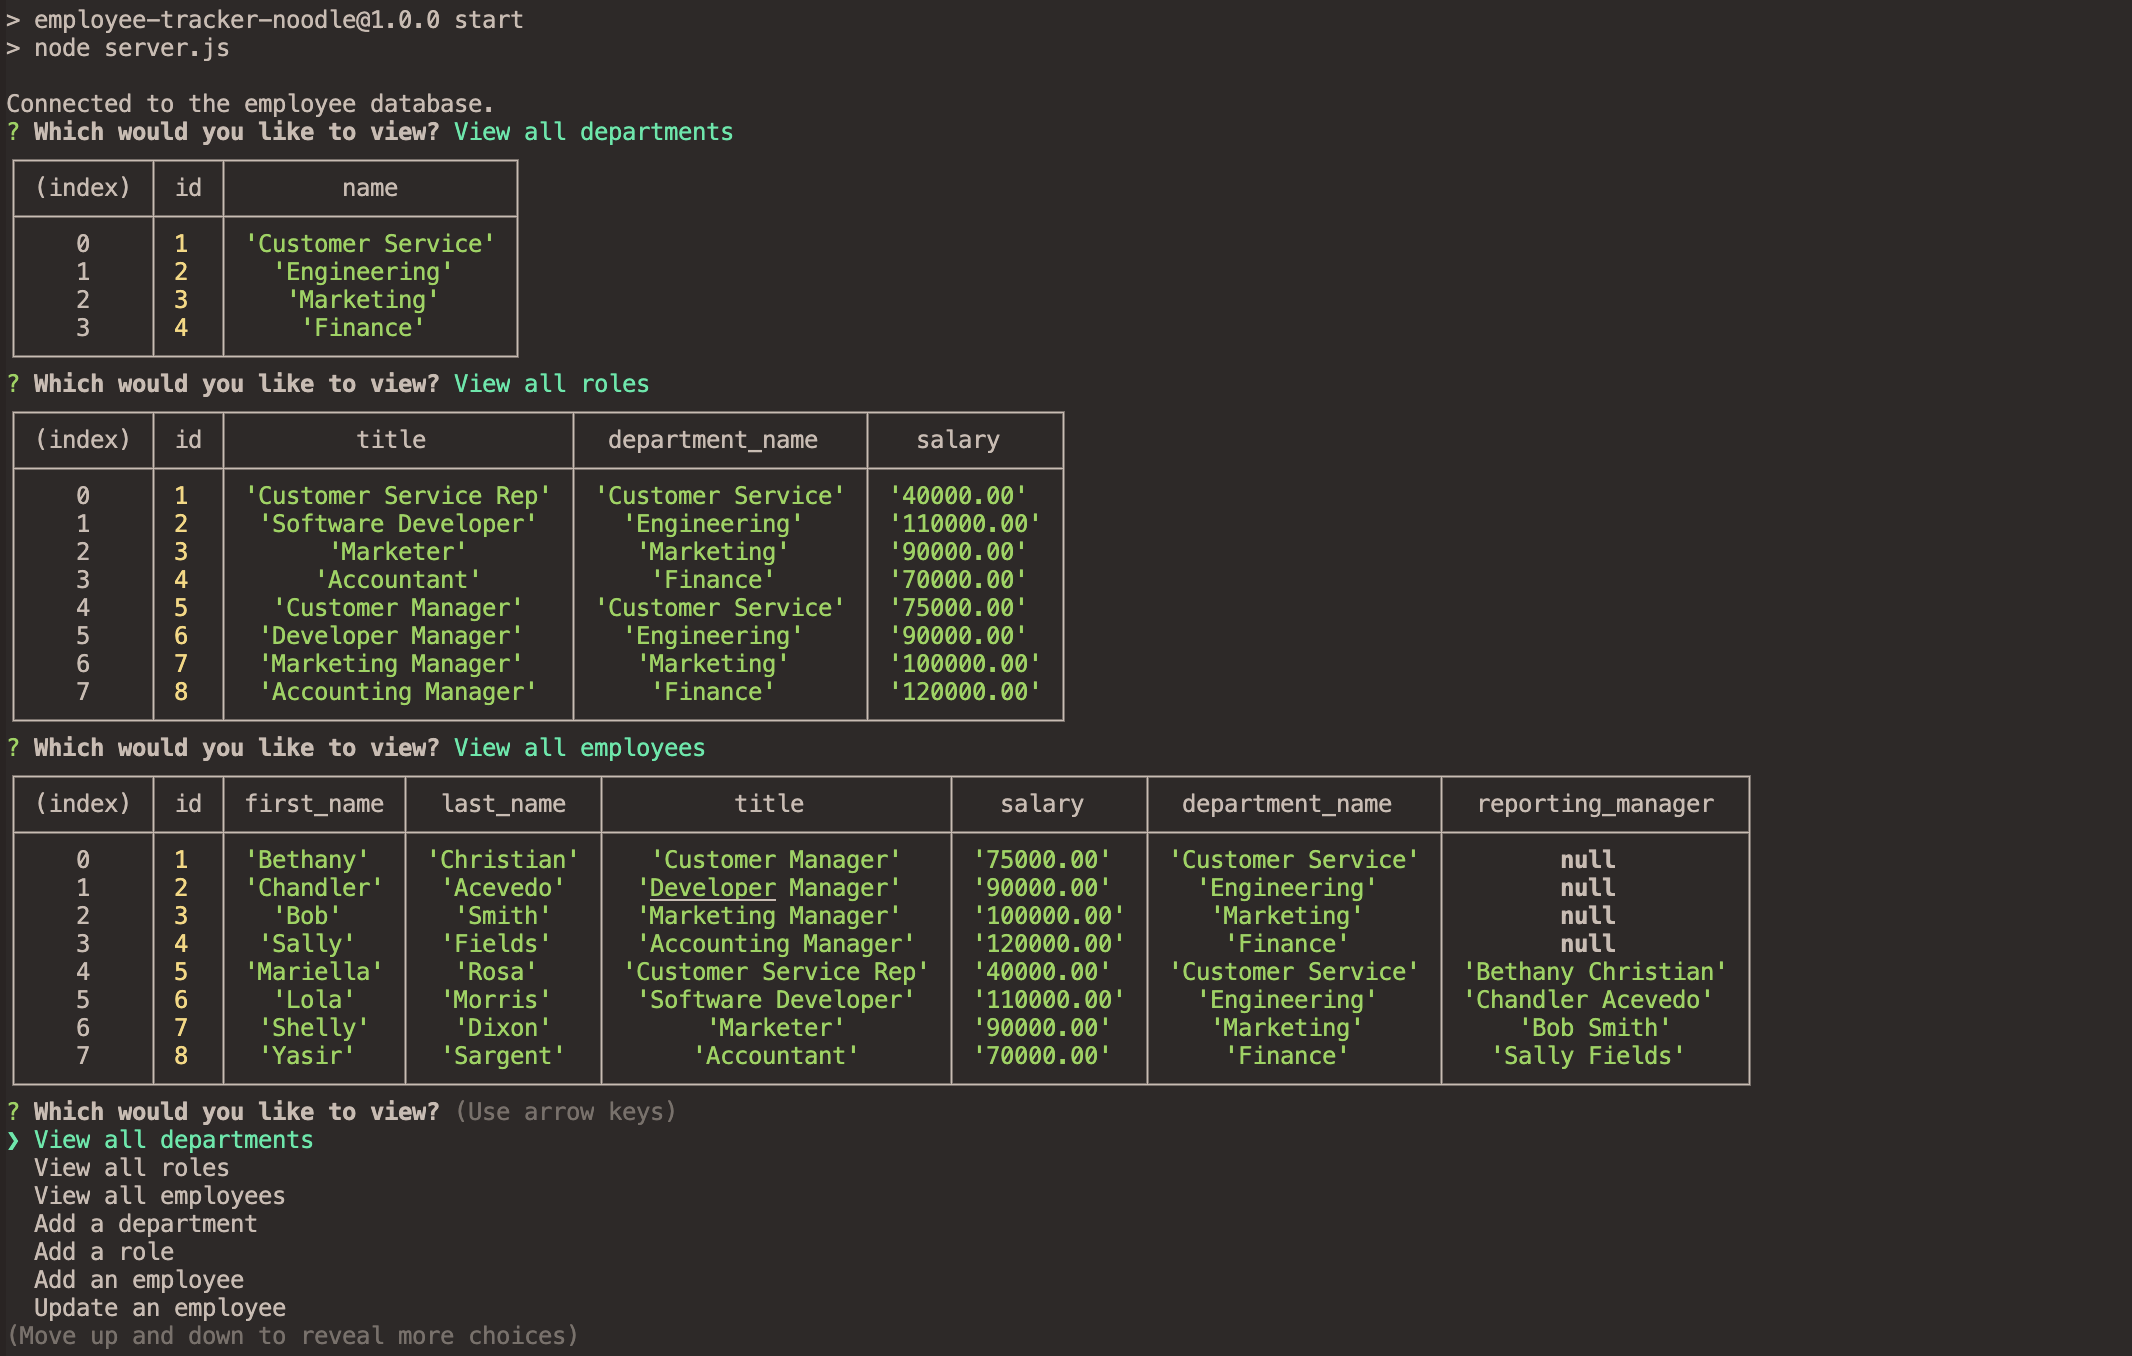 > employee-tracker-noodle@1.0.0 start
> node server.js
Connected to the employee database.
? Which would you like to view? View all departments
(index) id name
0 1 'Customer Service'
1 2 'Engineering'
2 3 'Marketing'
3 4 'Finance'
? Which would you like to view? View all roles
(index) id title department_name salary
0 1 'Customer Service Rep' 'Customer Service' '40000.00'
1 2 'Software Developer' 'Engineering' '110000.00'
2 3 'Marketer' 'Marketing' '90000.00'
3 4 'Accountant' 'Finance' '70000.00'
4 5 'Customer Manager' 'Customer Service' '75000.00'
5 6 'Developer Manager' 'Engineering' '90000.00'
6 7 'Marketing Manager' 'Marketing' '100000.00'
7 8 'Accounting Manager' 'Finance' '120000.00'
? Which would you like to view? View all employees
(index) id first_name last_name title salary department_name reporting_manager
0 1 'Bethany' 'Christian' 'Customer Manager' '75000.00' 'Customer Service' null
1 2 'Chandler' 'Acevedo' 'Developer Manager' '90000.00' 'Engineering' null
2 3 'Bob' 'Smith' 'Marketing Manager' '100000.00' 'Marketing' null
3 4 'Sally' 'Fields' 'Accounting Manager' '120000.00' 'Finance' null
4 5 'Mariella' 'Rosa' 'Customer Service Rep' '40000.00' 'Customer Service' 'Bethany Christian'
5 6 'Lola' 'Morris' 'Software Developer' '110000.00' 'Engineering' 'Chandler Acevedo'
6 7 'Shelly' 'Dixon' 'Marketer' '90000.00' 'Marketing' 'Bob Smith'
7 8 'Yasir' 'Sargent' 'Accountant' '70000.00' 'Finance' 'Sally Fields'
? Which would you like to view? (Use arrow keys)
❯ View all departments
View all roles
View all employees
Add a department
Add a role
Add an employee
Update an employee
(Move up and down to reveal more choices)